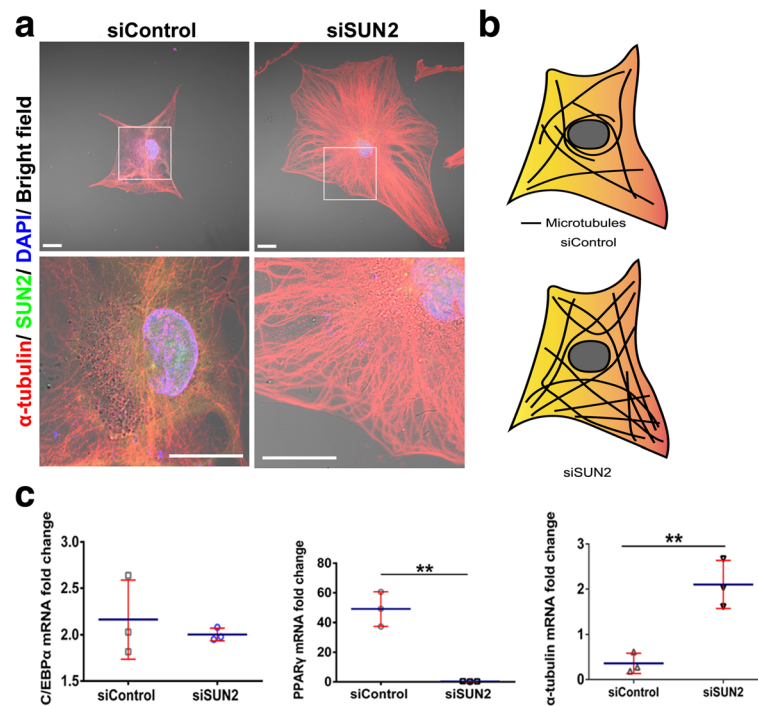 a
siControl
siSUN2
α-tubulin/ SUN2/ DAPI/ Bright field
b
Microtubules
siControl
siSUN2
c
C/EBPα mRNA fold change
3.0
2.5
2.0
1.5
siControl
siSUN2
PPARγ mRNA fold change
80
60
40
20
0
**
siControl
siSUN2
α-tubulin mRNA fold change
3
2
1
0
**
siControl
siSUN2